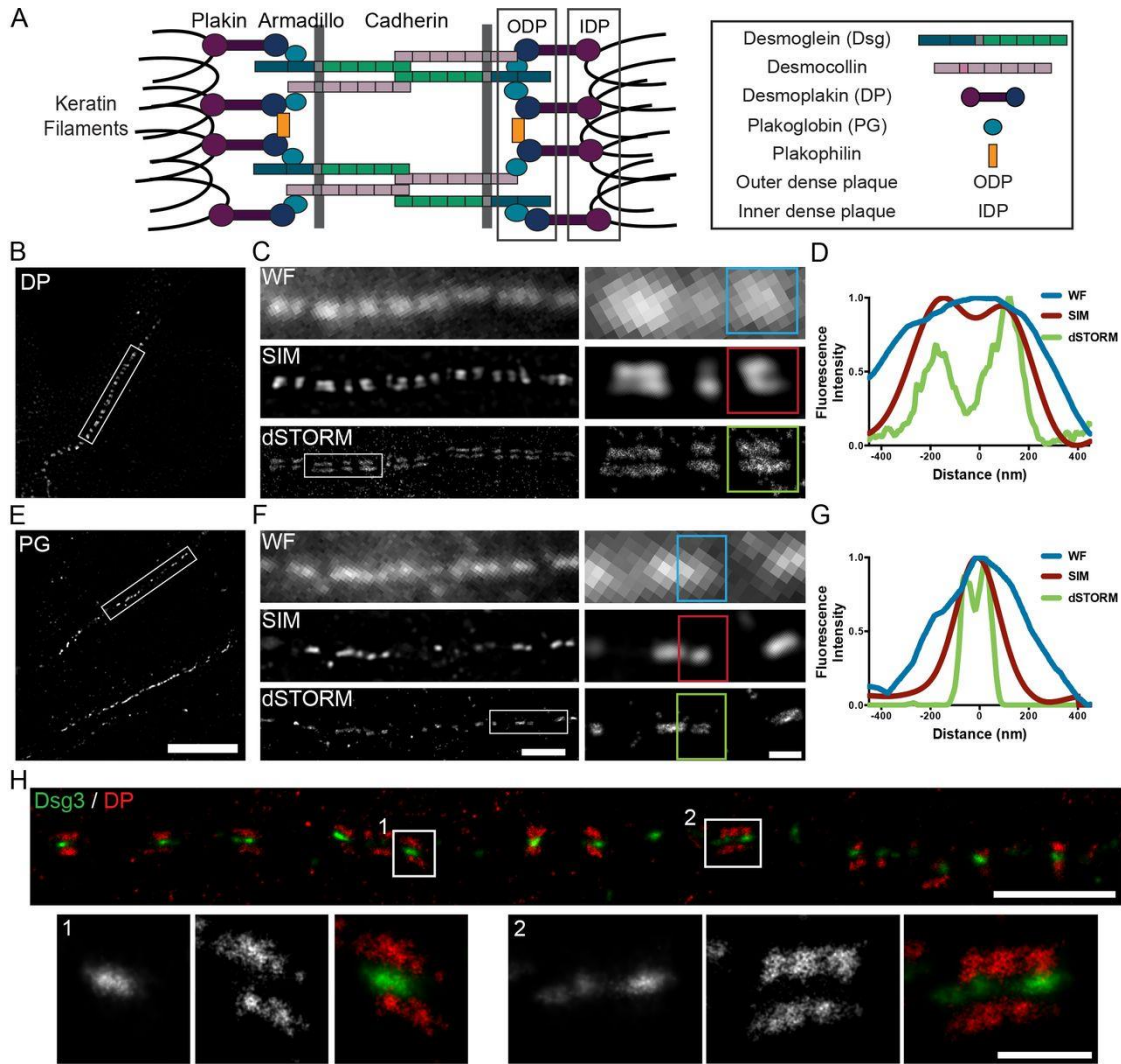 A
Plakin Armadillo Cadherin ODP IDP
Keratin
Filaments
Desmoglein (Dsg)
Desmocollin
Desmoplakin (DP)
Plakoglobin (PG)
Plakophilin
Outer dense plaque ODP
Inner dense plaque IDP
B
DP
C
WF
SIM
dSTORM
D
WF
SIM
dSTORM
1.0
0.5
0.0
Fluorescence
Intensity
-400 -200 0 200 400
Distance (nm)
E
PG
F
WF
SIM
dSTORM
G
WF
SIM
dSTORM
1.0
0.5
0.0
Fluorescence
Intensity
-400 -200 0 200 400
Distance (nm)
H
Dsg3 / DP
1
2
1
2